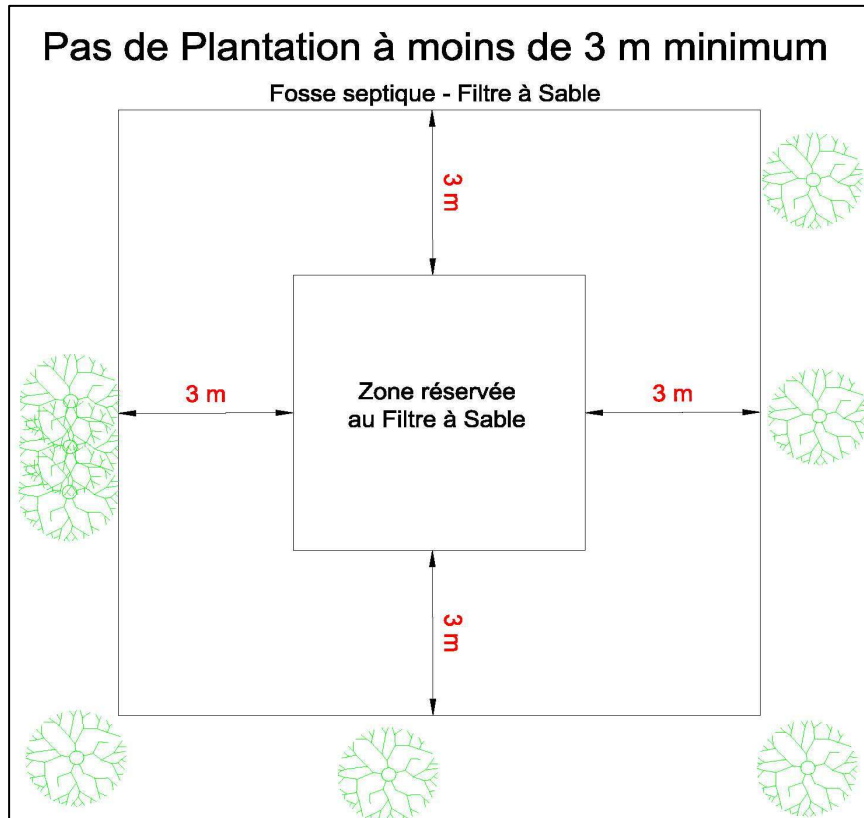 Pas de Plantation à moins de 3 m minimum
Fosse septique - Filtre à Sable
3 m
3 m
Zone réservée
au Filtre à Sable
3 m
3 m